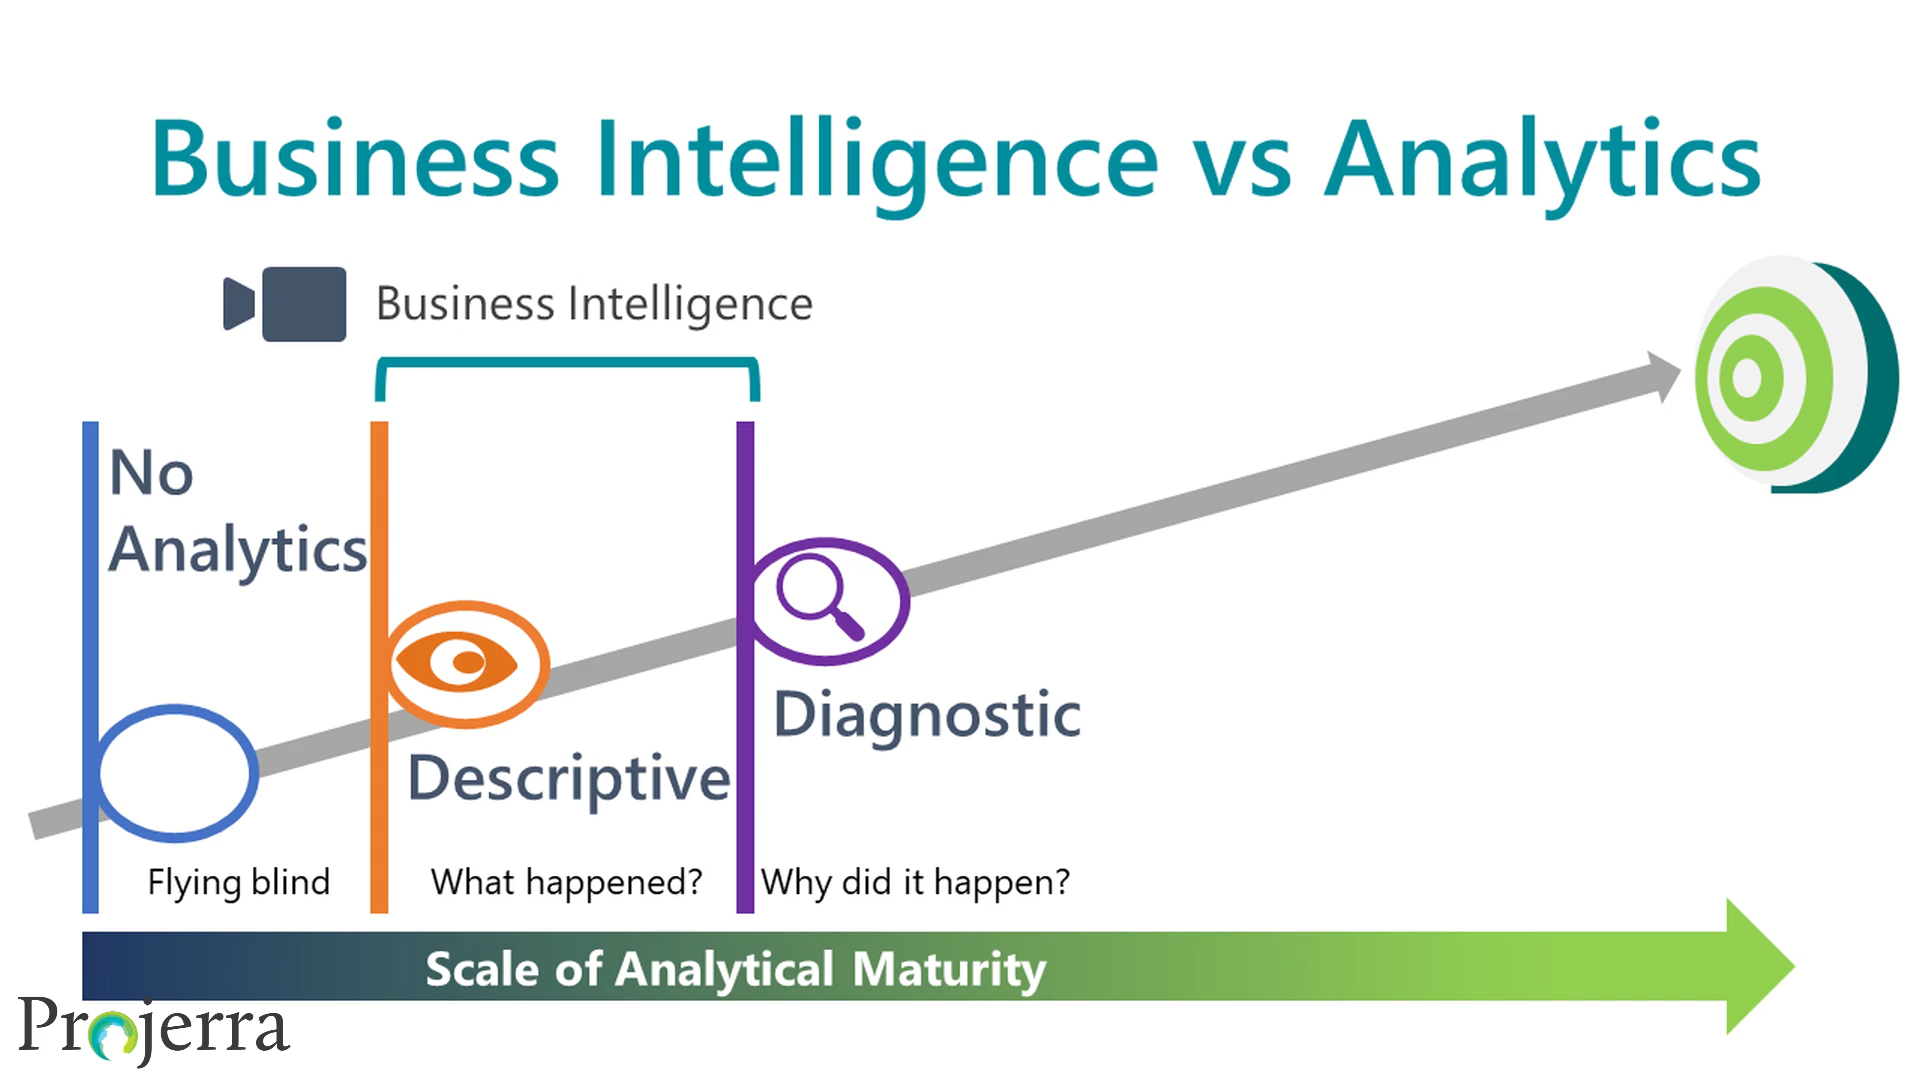 Business Intelligence vs Analytics
Business Intelligence
No
Analytics
Descriptive
Diagnostic
Flying blind
What happened?
Why did it happen?
Scale of Analytical Maturity
Projerra